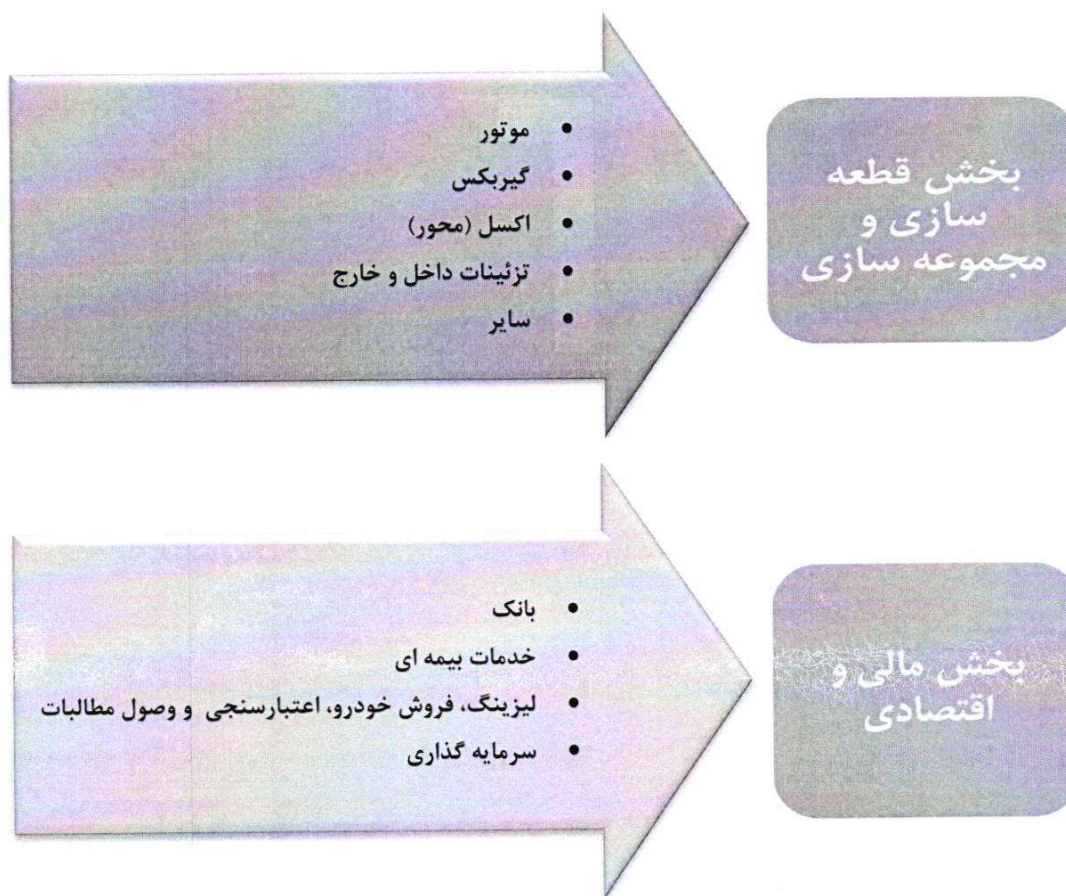 بخش قطعه
سازی و
مجموعه سازی
• موتور
• گیربکس
• اکسل (محور)
• تزئینات داخل و خارج
• سایر
بخش مالی و
اقتصادی
• بانک
• خدمات بیمه ای
• لیزینگ، فروش خودرو، اعتبارسنجی و وصول مطالبات
• سرمایه گذاری